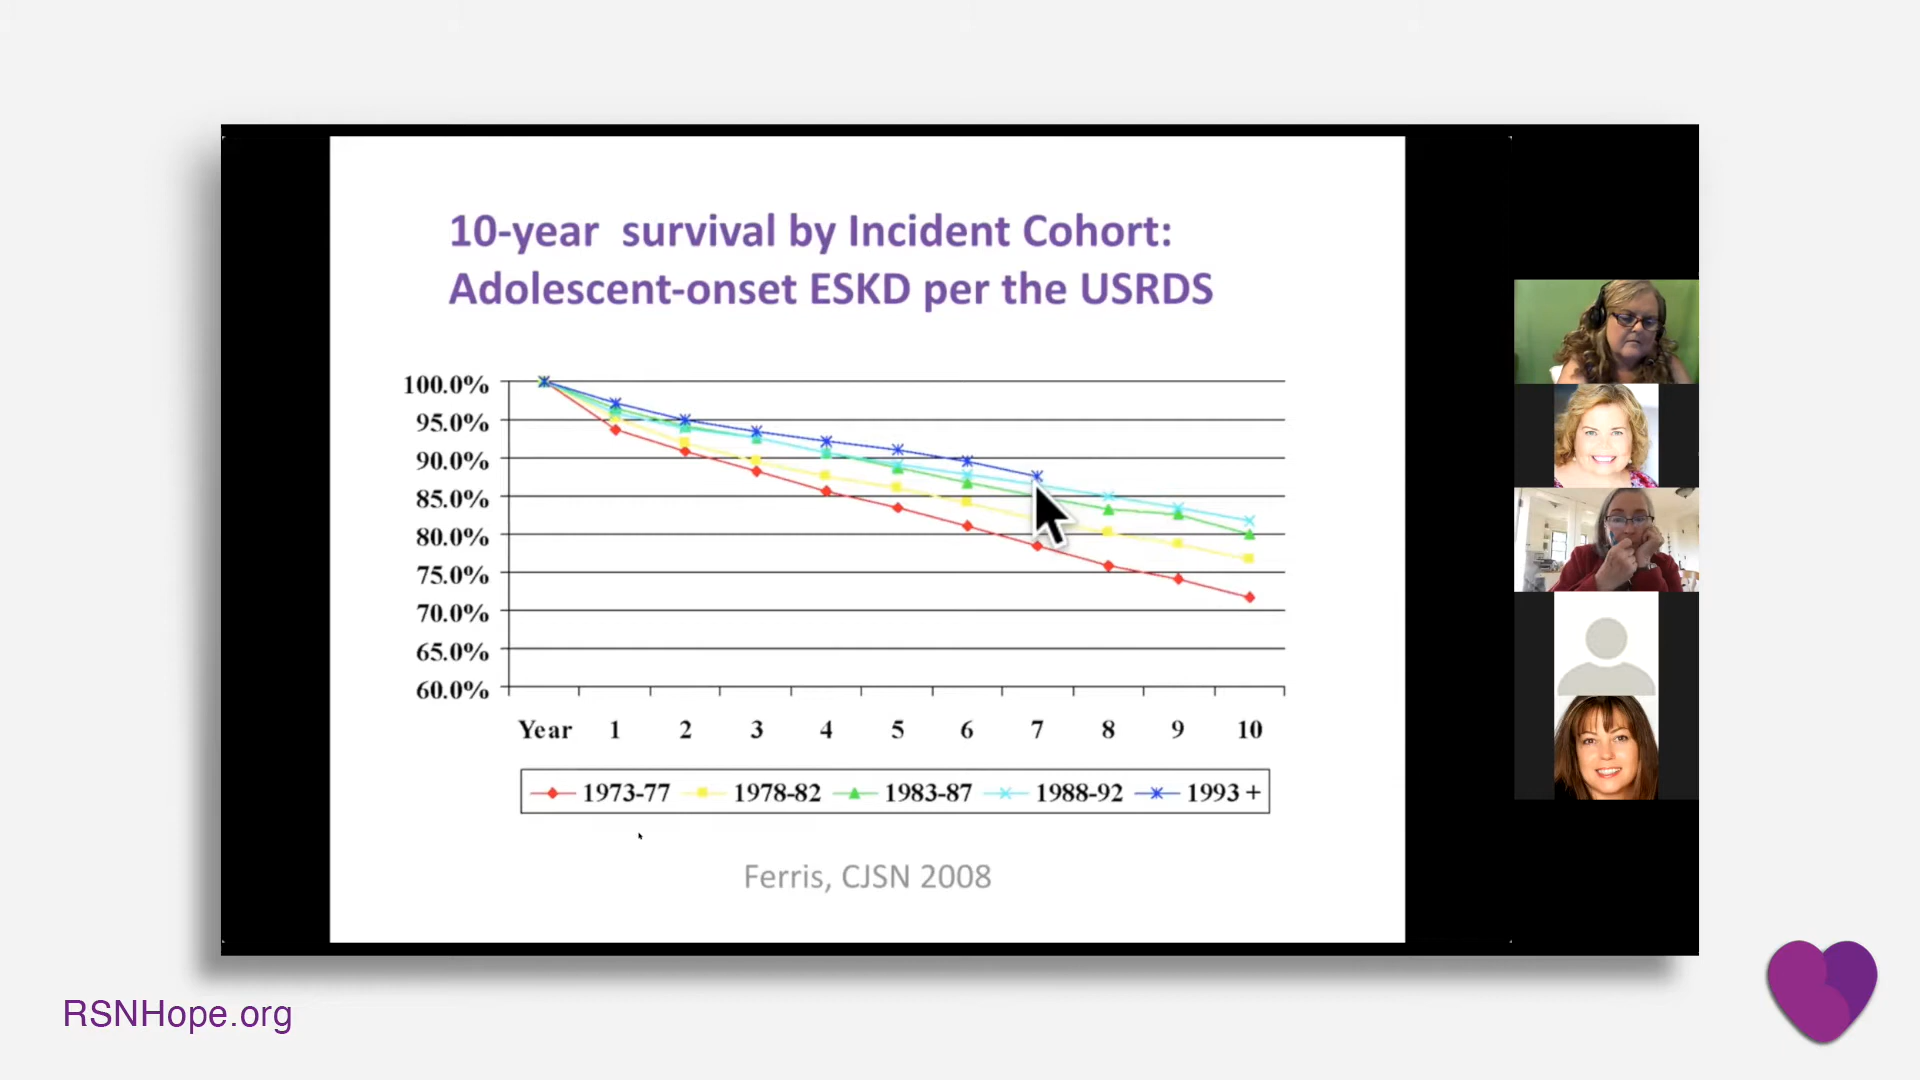 10-year survival by Incident Cohort:
Adolescent-onset ESKD per the USRDS
100.0%
95.0%
90.0%
85.0%
80.0%
75.0%
70.0%
65.0%
60.0%
Year 1 2 3 4 5 6 7 8 9 10
1973-77 1978-82 1983-87 1988-92 1993 +
Ferris, CJSN 2008
RSNHope.org